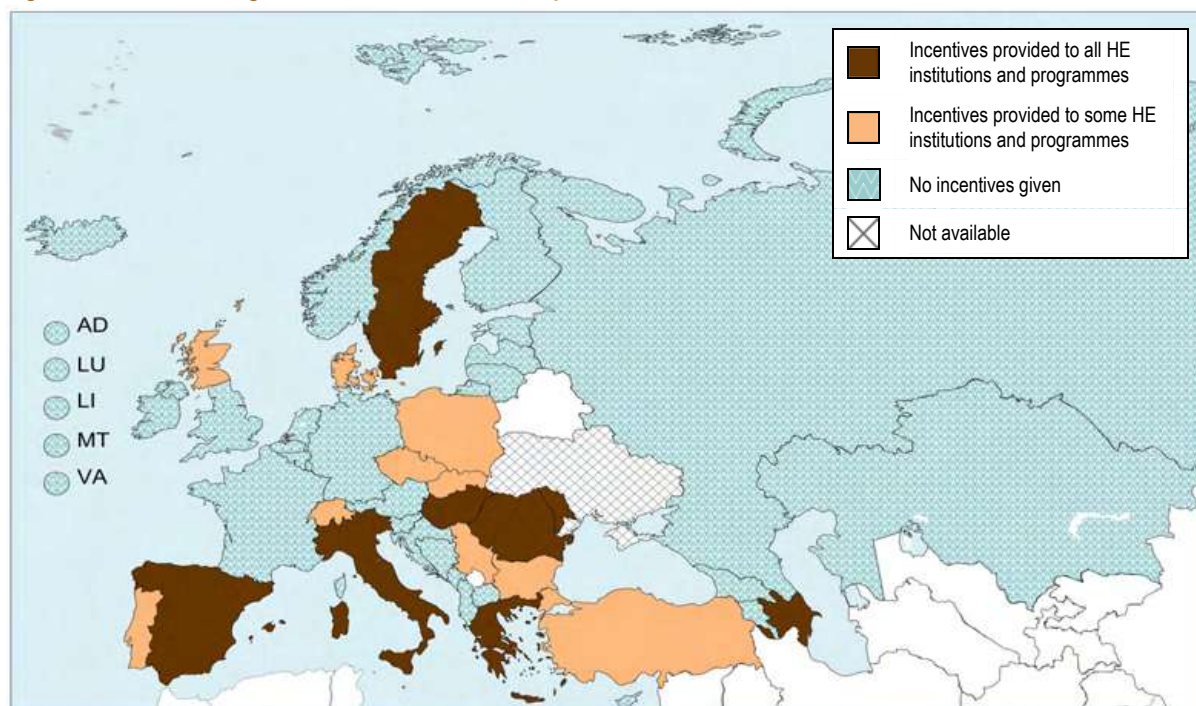 Incentives provided to all HE
institutions and programmes
Incentives provided to some HE
institutions and programmes
No incentives given
Not available
AD
LU
LI
MT
VA